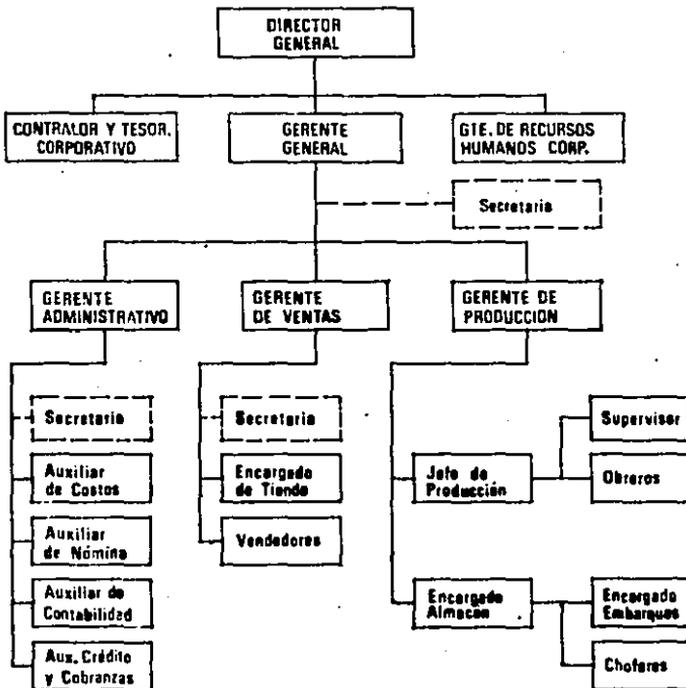 DIRECTOR
GENERAL
CONTRALOR Y TESOR.
CORPORATIVO
GERENTE
GENERAL
GTE. DE RECURSOS
HUMANOS CORP.
Secretaria
GERENTE
ADMINISTRATIVO
GERENTE
DE VENTAS
GERENTE DE
PRODUCCION
Secretaria
Auxiliar
de Costos
Auxiliar
de Nómina
Auxiliar de
Contabilidad
Aux. Crédito
y Cobranzas
Secretaria
Encargado
de Tienda
Vendedores
Jefe de
Producción
Encargado
Almacen
Supervisor
Obreros
Encargado
Embarques
Choferes